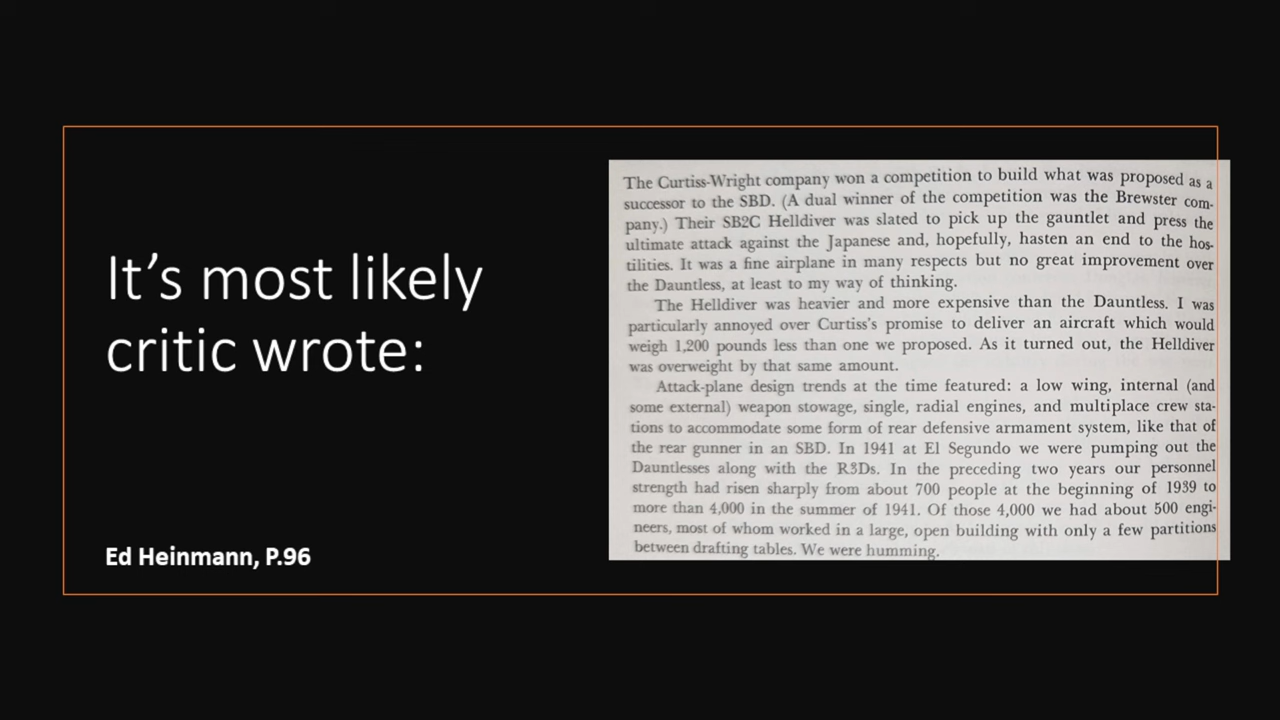 It’s most likely
critic wrote:
Ed Heinmann, P.96
The Curtiss-Wright company won a competition to build what was proposed as a
successor to the SBD. (A dual winner of the competition was the Brewster com-
pany.) Their SB2C Helldiver was slated to pick up the gauntlet and press the
ultimate attack against the Japanese and, hopefully, hasten an end to the hos-
tilities. It was a fine airplane in many respects but no great improvement over
the Dauntless, at least to my way of thinking.
The Helldiver was heavier and more expensive than the Dauntless. I was
particularly annoyed over Curtiss's promise to deliver an aircraft which would
weigh 1,200 pounds less than one we proposed. As it turned out, the Helldiver
was overweight by that same amount.
Attack-plane design trends at the time featured: a low wing, internal (and
some external) weapon stowage, single, radial engines, and multiplace crew sta-
tions to accommodate some form of rear defensive armament system, like that of
the rear gunner in an SBD. In 1941 at El Segundo we were pumping out the
Dauntlesses along with the R3Ds. In the preceding two years our personnel
strength had risen sharply from about 700 people at the beginning of 1939 to
more than 4,000 in the summer of 1941. Of those 4,000 we had about 500 engi-
neers, most of whom worked in a large, open building with only a few partitions
between drafting tables. We were humming.